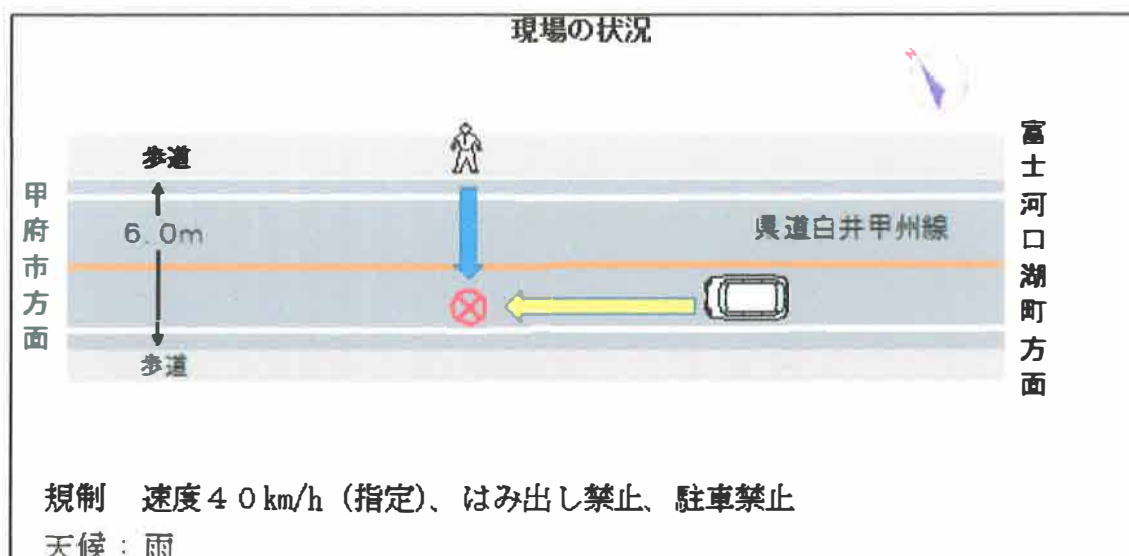 現場の状況
N
歩道
甲府市方面
6.0m
県道白井甲州線
富士河口湖町方面
歩道
規制 速度40km/h(指定)、はみ出し禁止、駐車禁止
天候:雨